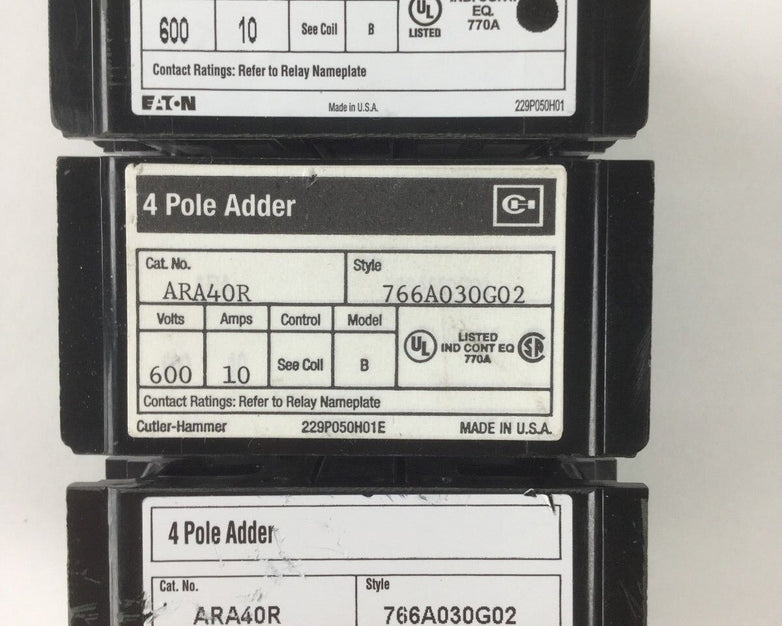 EQ.
770A
UL
LISTED
600 10 See Coil B
Contact Ratings: Refer to Relay Nameplate
EATON Made in U.S.A. 229P050H01
4 Pole Adder
Cat. No. Style
ARA40R 766A030G02
Volts Amps Control Model
UL LISTED
IND CONT EQ
770A
600 10 See Coil B
Contact Ratings: Refer to Relay Nameplate
Cutler-Hammer 229P050H01E MADE IN U.S.A.
4 Pole Adder
Cat. No. Style
ARA40R 766A030G02